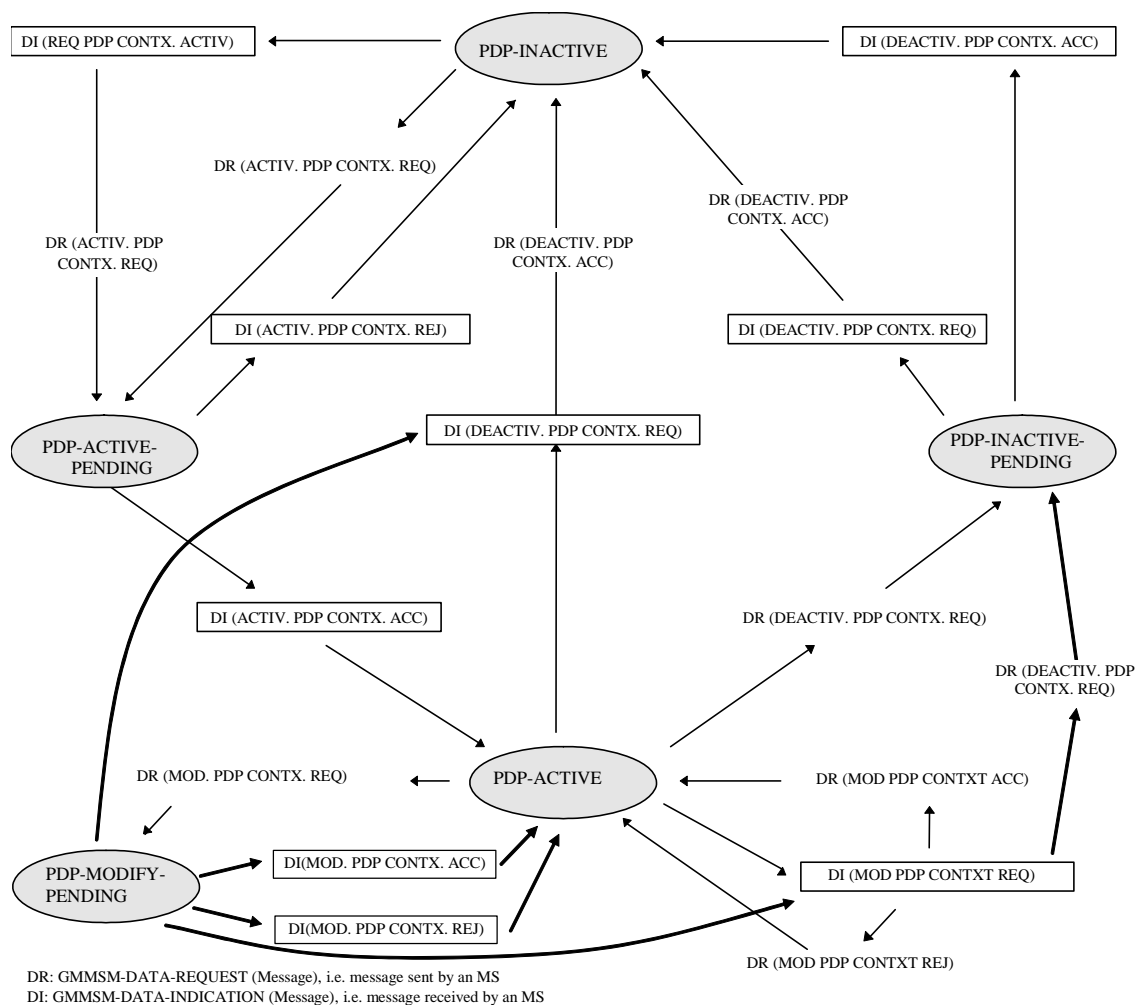 DI (REQ PDP CONTX. ACTIV)
PDP-INACTIVE
DI (DEACTIV. PDP CONTX. ACC)
DR (ACTIV. PDP CONTX. REQ)
DR (DEACTIV. PDP
CONTX. ACC)
DR (ACTIV. PDP
CONTX. REQ)
DR (DEACTIV. PDP
CONTX. ACC)
DI (ACTIV. PDP CONTX. REJ)
DI (DEACTIV. PDP CONTX. REQ)
DI (DEACTIV. PDP CONTX. REQ)
PDP-ACTIVE-
PENDING
PDP-INACTIVE-
PENDING
DI (ACTIV. PDP CONTX. ACC)
DR (DEACTIV. PDP CONTX. REQ)
DR (DEACTIV. PDP
CONTX. REQ)
DR (MOD. PDP CONTX. REQ)
PDP-ACTIVE
DR (MOD PDP CONTXT ACC)
PDP-MODIFY-
PENDING
DI(MOD. PDP CONTX. ACC)
DI (MOD PDP CONTXT REQ)
DI(MOD. PDP CONTX. REJ)
DR (MOD PDP CONTXT REJ)
DR: GMMSM-DATA-REQUEST (Message), i.e. message sent by an MS
DI: GMMSM-DATA-INDICATION (Message), i.e. message received by an MS